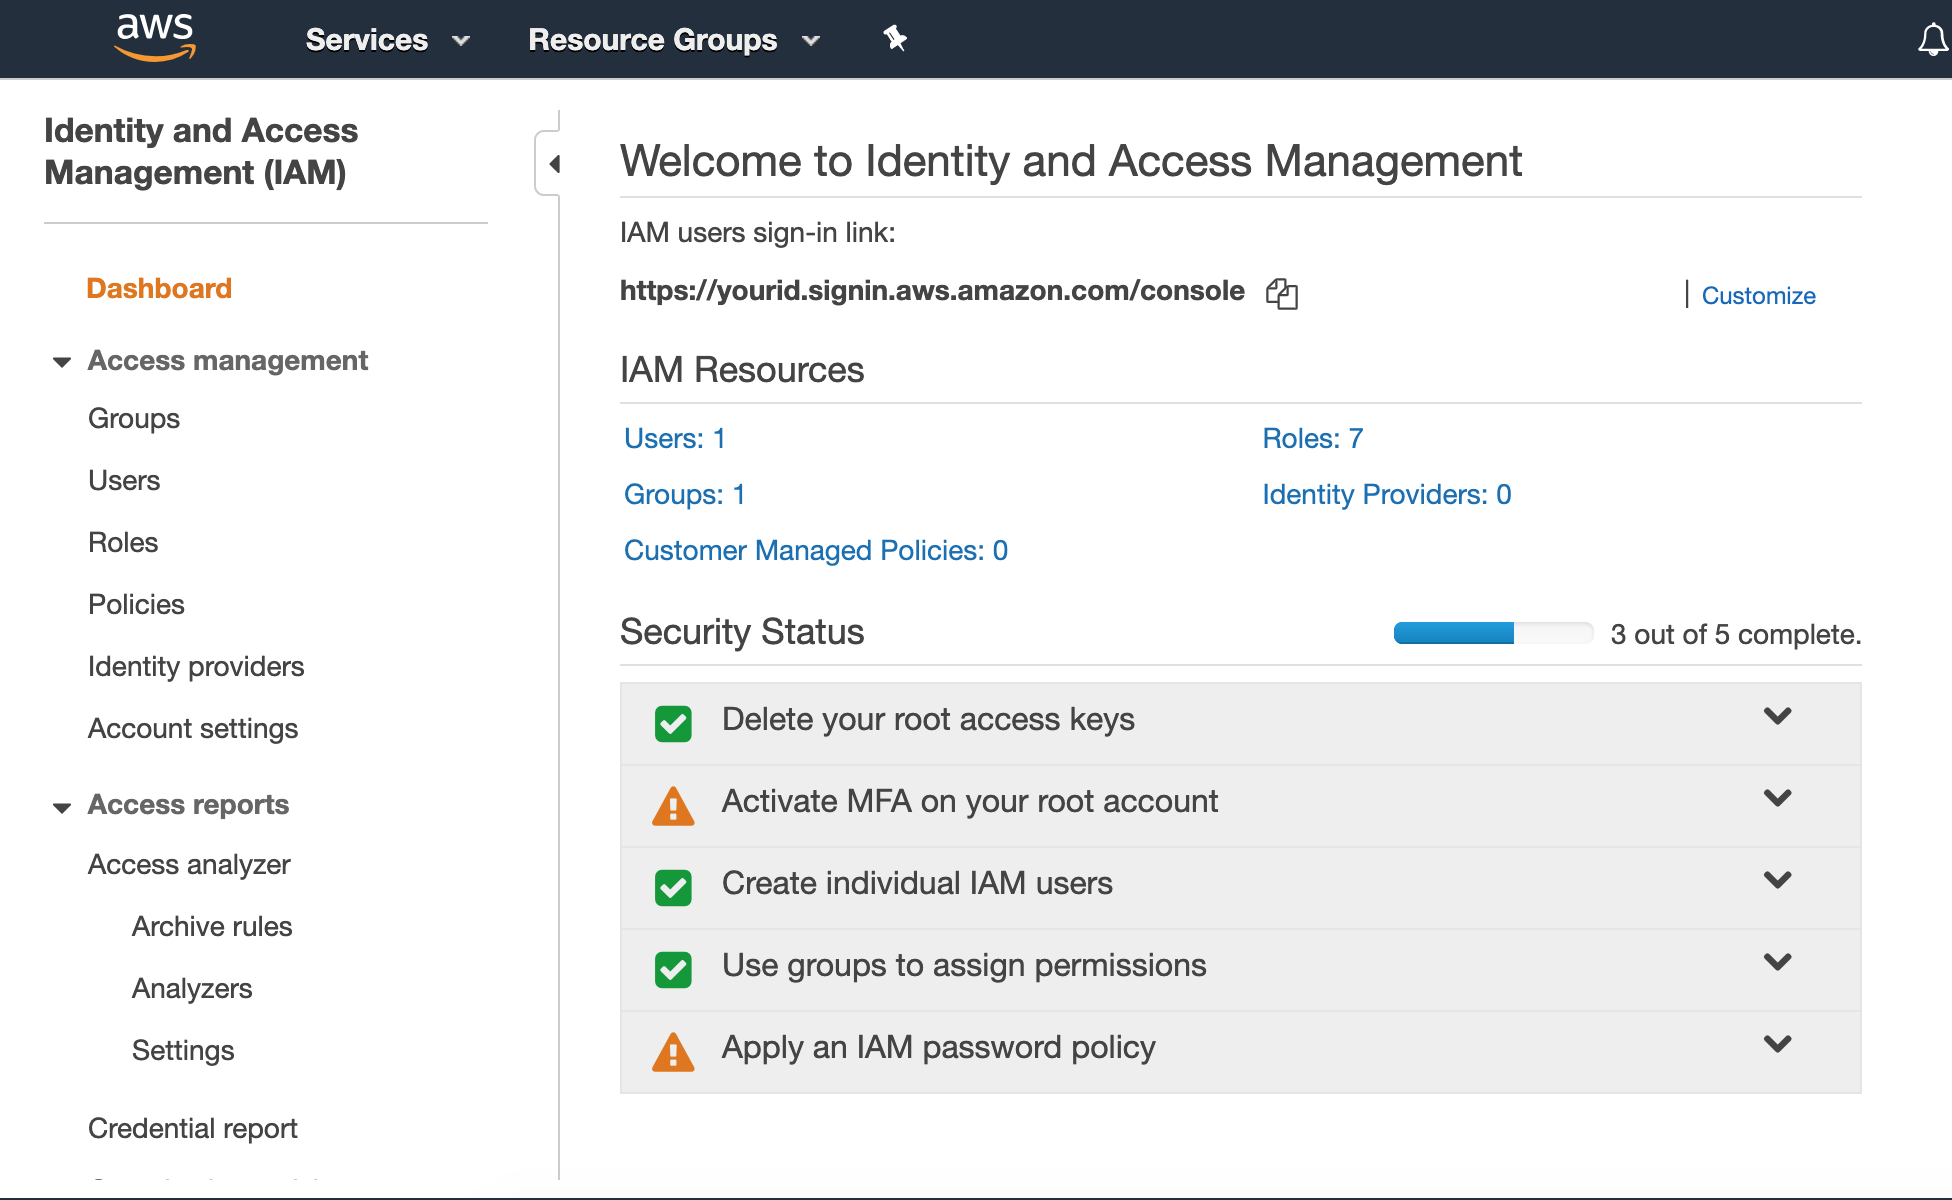 aws
Services
Resource Groups
Identity and Access
Management (IAM)
Dashboard
Access management
Groups
Users
Roles
Policies
Identity providers
Account settings
Access reports
Access analyzer
Archive rules
Analyzers
Settings
Credential report
Welcome to Identity and Access Management
IAM users sign-in link:
https://yourid.signin.aws.amazon.com/console
| Customize
IAM Resources
Users: 1
Roles: 7
Groups: 1
Identity Providers: 0
Customer Managed Policies: 0
Security Status
3 out of 5 complete.
Delete your root access keys
Activate MFA on your root account
Create individual IAM users
Use groups to assign permissions
Apply an IAM password policy